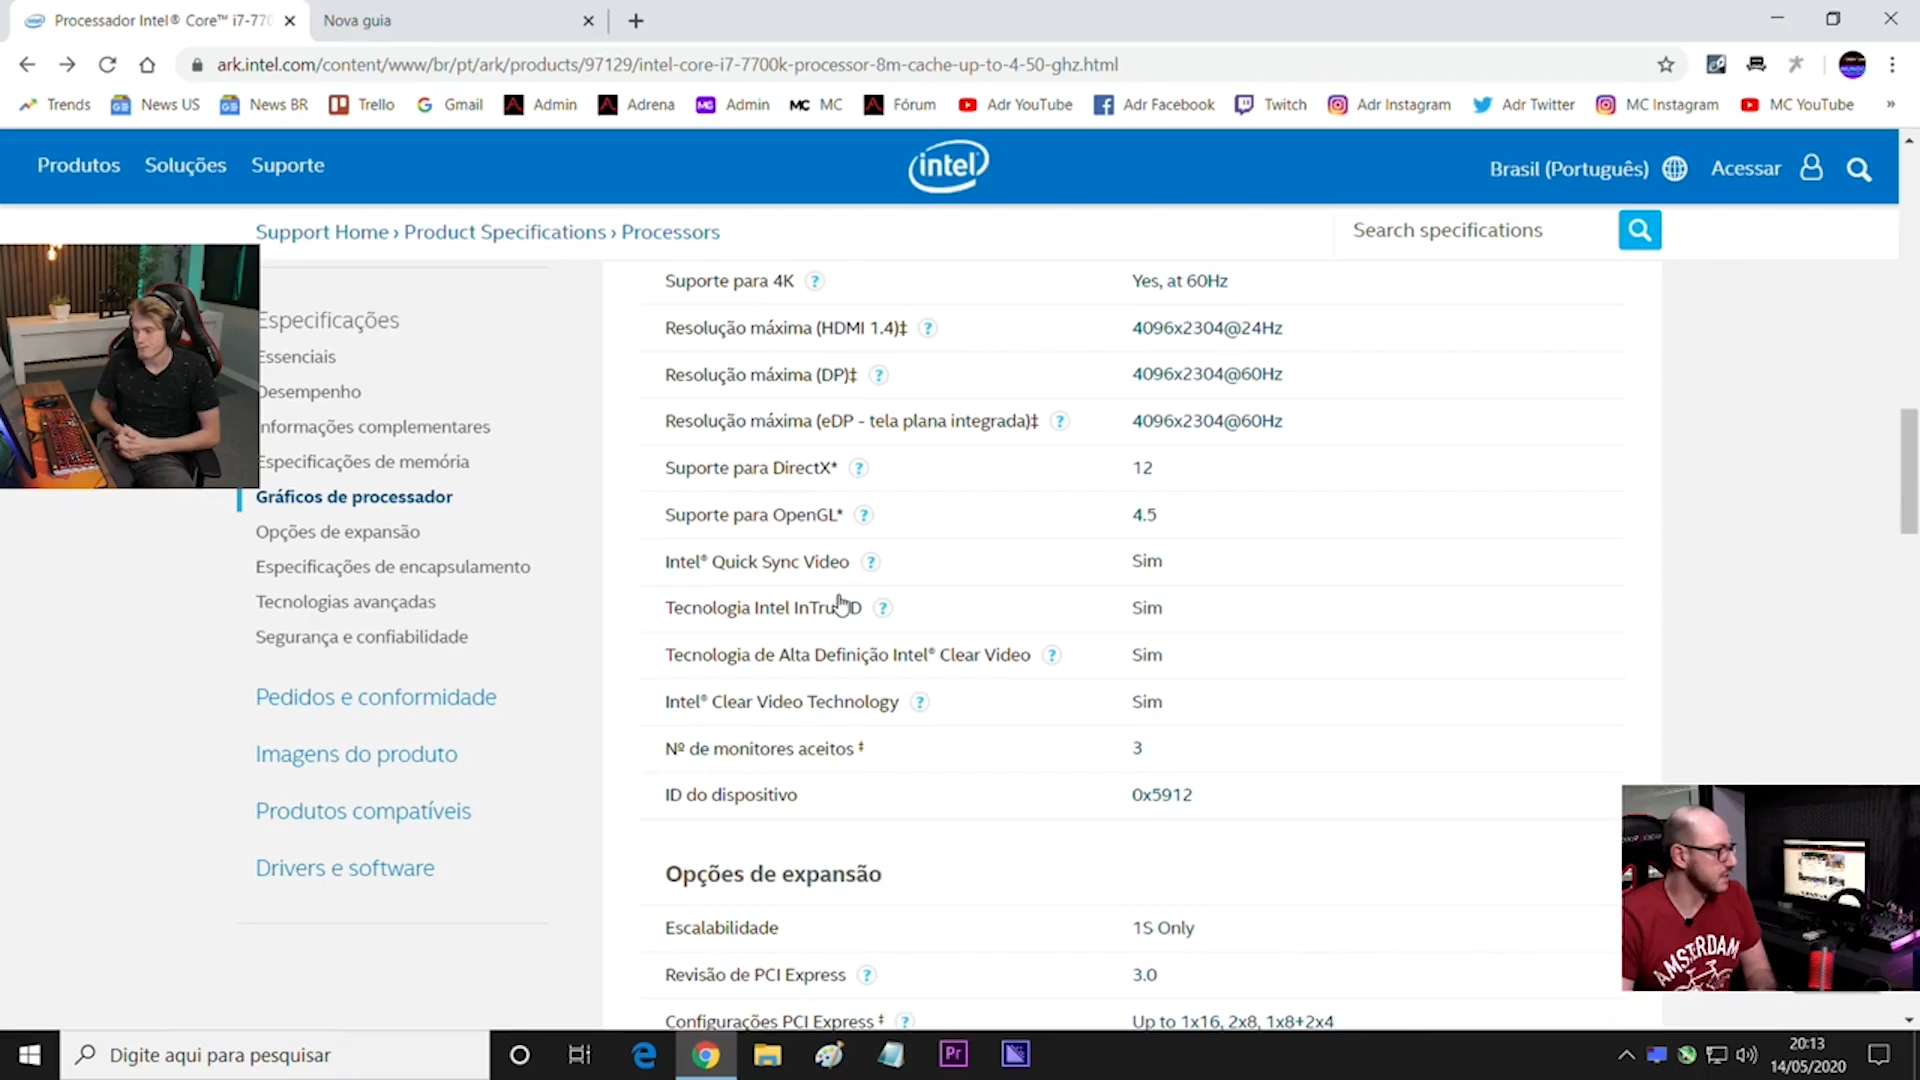 Processador Intel® Core™ i7-770
Nova guia
ark.intel.com/content/www/br/pt/ark/products/97129/intel-core-i7-7700k-processor-8m-cache-up-to-4-50-ghz.html
Trends
News US
News BR
Trello
Gmail
Admin
Adrena
Admin
MC
Fórum
Adr YouTube
Adr Facebook
Twitch
Adr Instagram
Adr Twitter
MC Instagram
MC YouTube
»
Produtos
Soluções
Suporte
intel
Brasil (Português)
Acessar
Support Home › Product Specifications › Processors
Search specifications
Especificações
Essenciais
Desempenho
Informações complementares
Especificações de memória
Gráficos de processador
Opções de expansão
Especificações de encapsulamento
Tecnologias avançadas
Segurança e confiabilidade
Pedidos e conformidade
Imagens do produto
Produtos compatíveis
Drivers e software
Suporte para 4K ? Yes, at 60Hz
Resolução máxima (HDMI 1.4)‡ ? 4096x2304@24Hz
Resolução máxima (DP)‡ ? 4096x2304@60Hz
Resolução máxima (eDP - tela plana integrada)‡ ? 4096x2304@60Hz
Suporte para DirectX* ? 12
Suporte para OpenGL* ? 4.5
Intel® Quick Sync Video ? Sim
Tecnologia Intel InTru D ? Sim
Tecnologia de Alta Definição Intel® Clear Video ? Sim
Intel® Clear Video Technology ? Sim
Nº de monitores aceitos ‡ 3
ID do dispositivo 0x5912
Opções de expansão
Escalabilidade 1S Only
Revisão de PCI Express ? 3.0
Configurações PCI Express ‡ ? Up to 1x16, 2x8, 1x8+2x4
AMSTERDAM
Digite aqui para pesquisar
Pr
20:13
14/05/2020